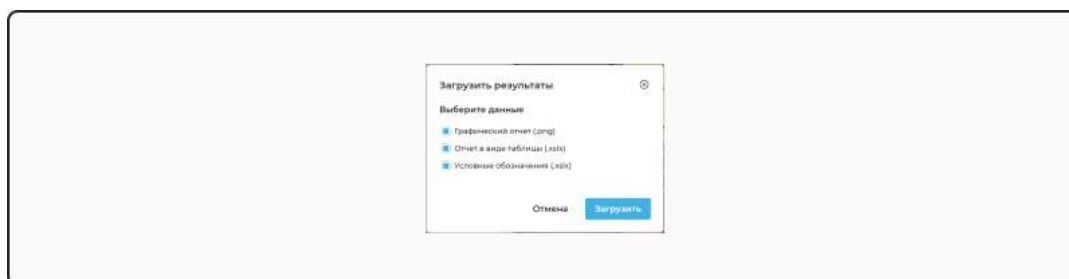 Загрузить результаты
Выберите данные
Графический отчет (.png)
Отчет в виде таблицы (.xslx)
Условные обозначения (.xslx)
Отмена
Загрузить